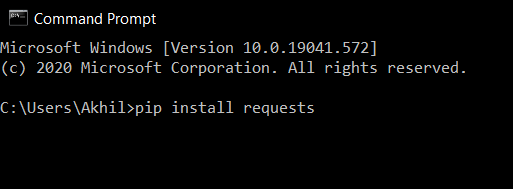 Command Prompt
Microsoft Windows [Version 10.0.19041.572]
(c) 2020 Microsoft Corporation. All rights reserved.
C:\Users\Akhil>pip install requests